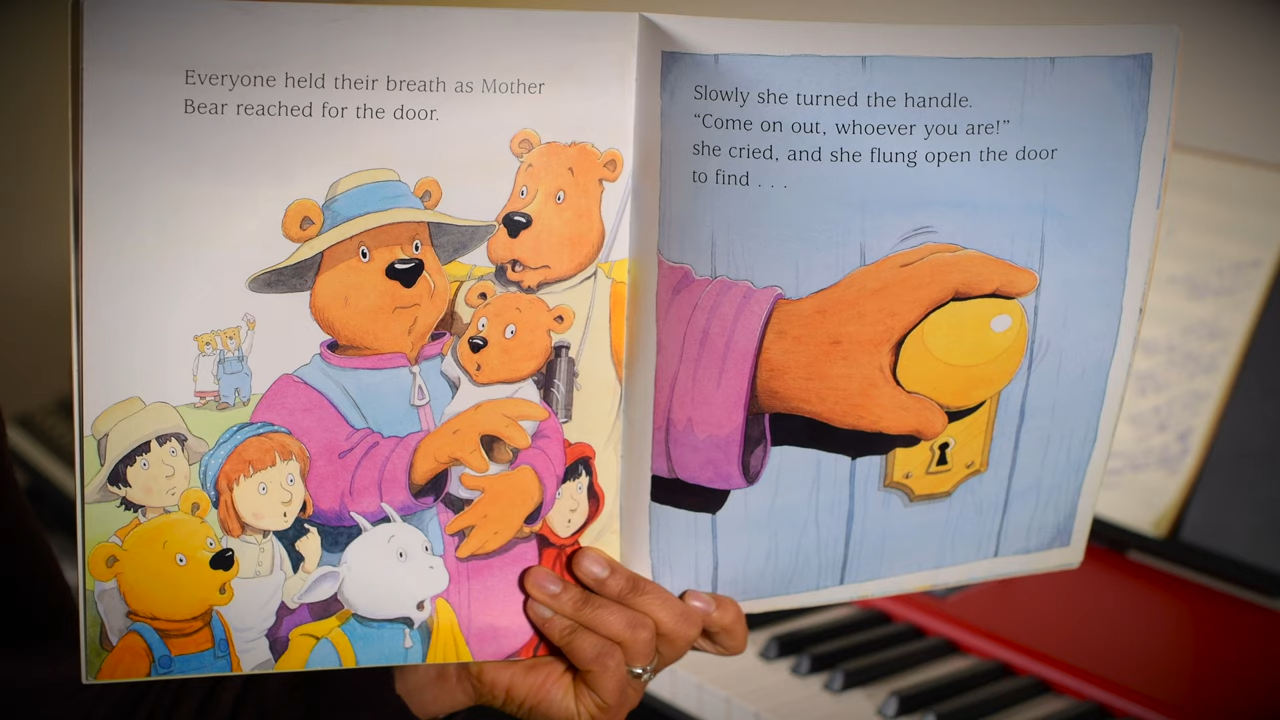 Everyone held their breath as Mother
Bear reached for the door.
Slowly she turned the handle.
“Come on out, whoever you are!”
she cried, and she flung open the door
to find . . .